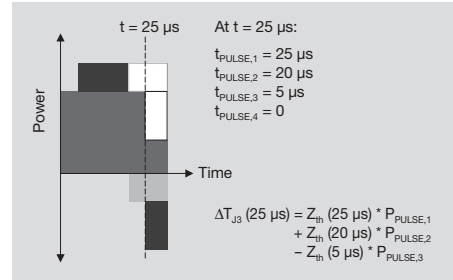 t = 25 µs
At t = 25 µs:
tPULSE,1 = 25 µs
tPULSE,2 = 20 µs
tPULSE,3 = 5 µs
tPULSE,4 = 0
Power
Time
ΔTJ3 (25 µs) = Zth (25 µs) * PPULSE,1
+ Zth (20 µs) * PPULSE,2
– Zth (5 µs) * PPULSE,3